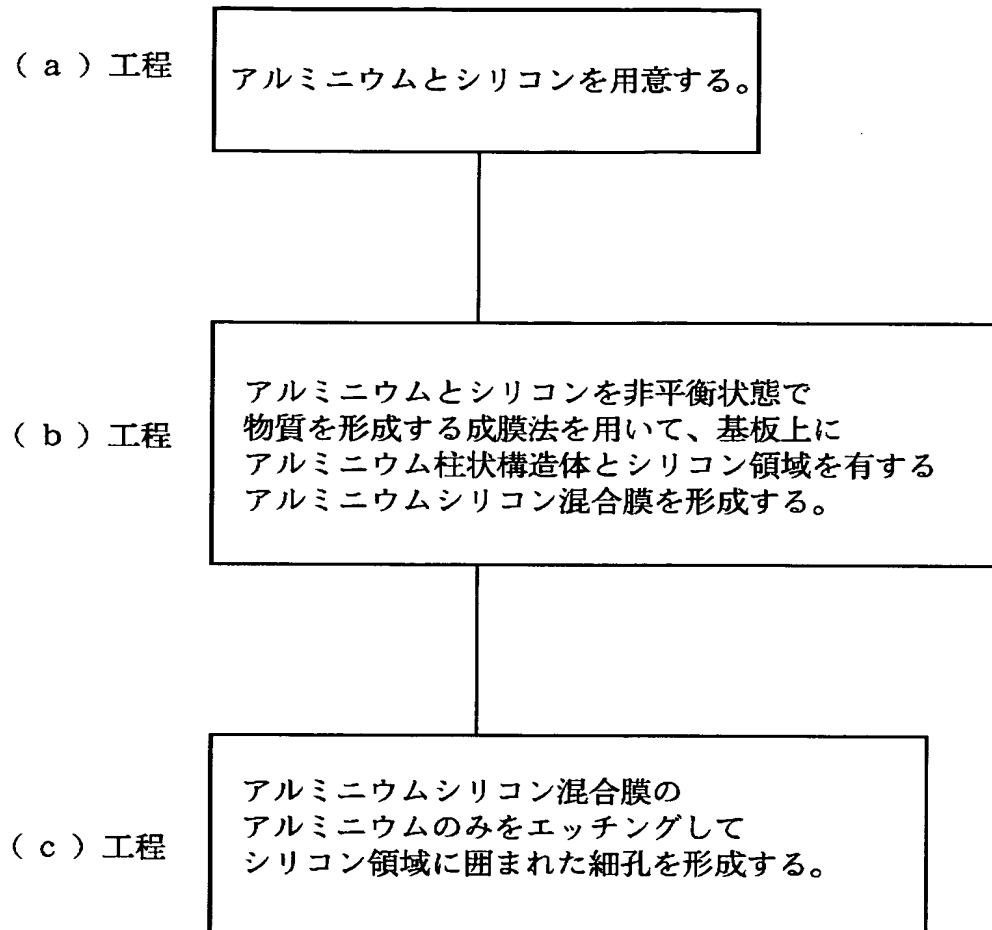 ( a ) 工程
アルミニウムとシリコンを用意する。
( b ) 工程
アルミニウムとシリコンを非平衡状態で
物質を形成する成膜法を用いて、基板上に
アルミニウム柱状構造体とシリコン領域を有する
アルミニウムシリコン混合膜を形成する。
( c ) 工程
アルミニウムシリコン混合膜の
アルミニウムのみをエッチングして
シリコン領域に囲まれた細孔を形成する。